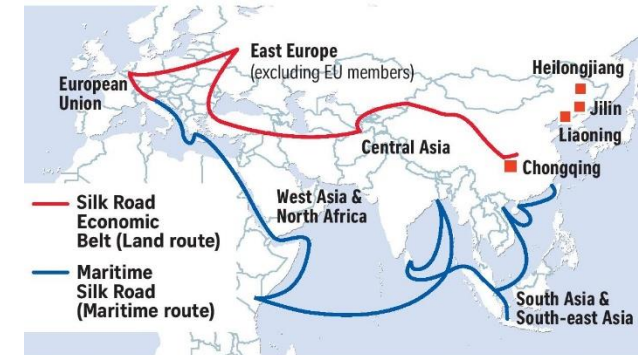 East Europe
(excluding EU members)
European
Union
Heilongjiang
Jilin
Liaoning
Central Asia
Chongqing
West Asia &
North Africa
Silk Road
Economic
Belt (Land route)
Maritime
Silk Road
(Maritime route)
South Asia &
South-east Asia